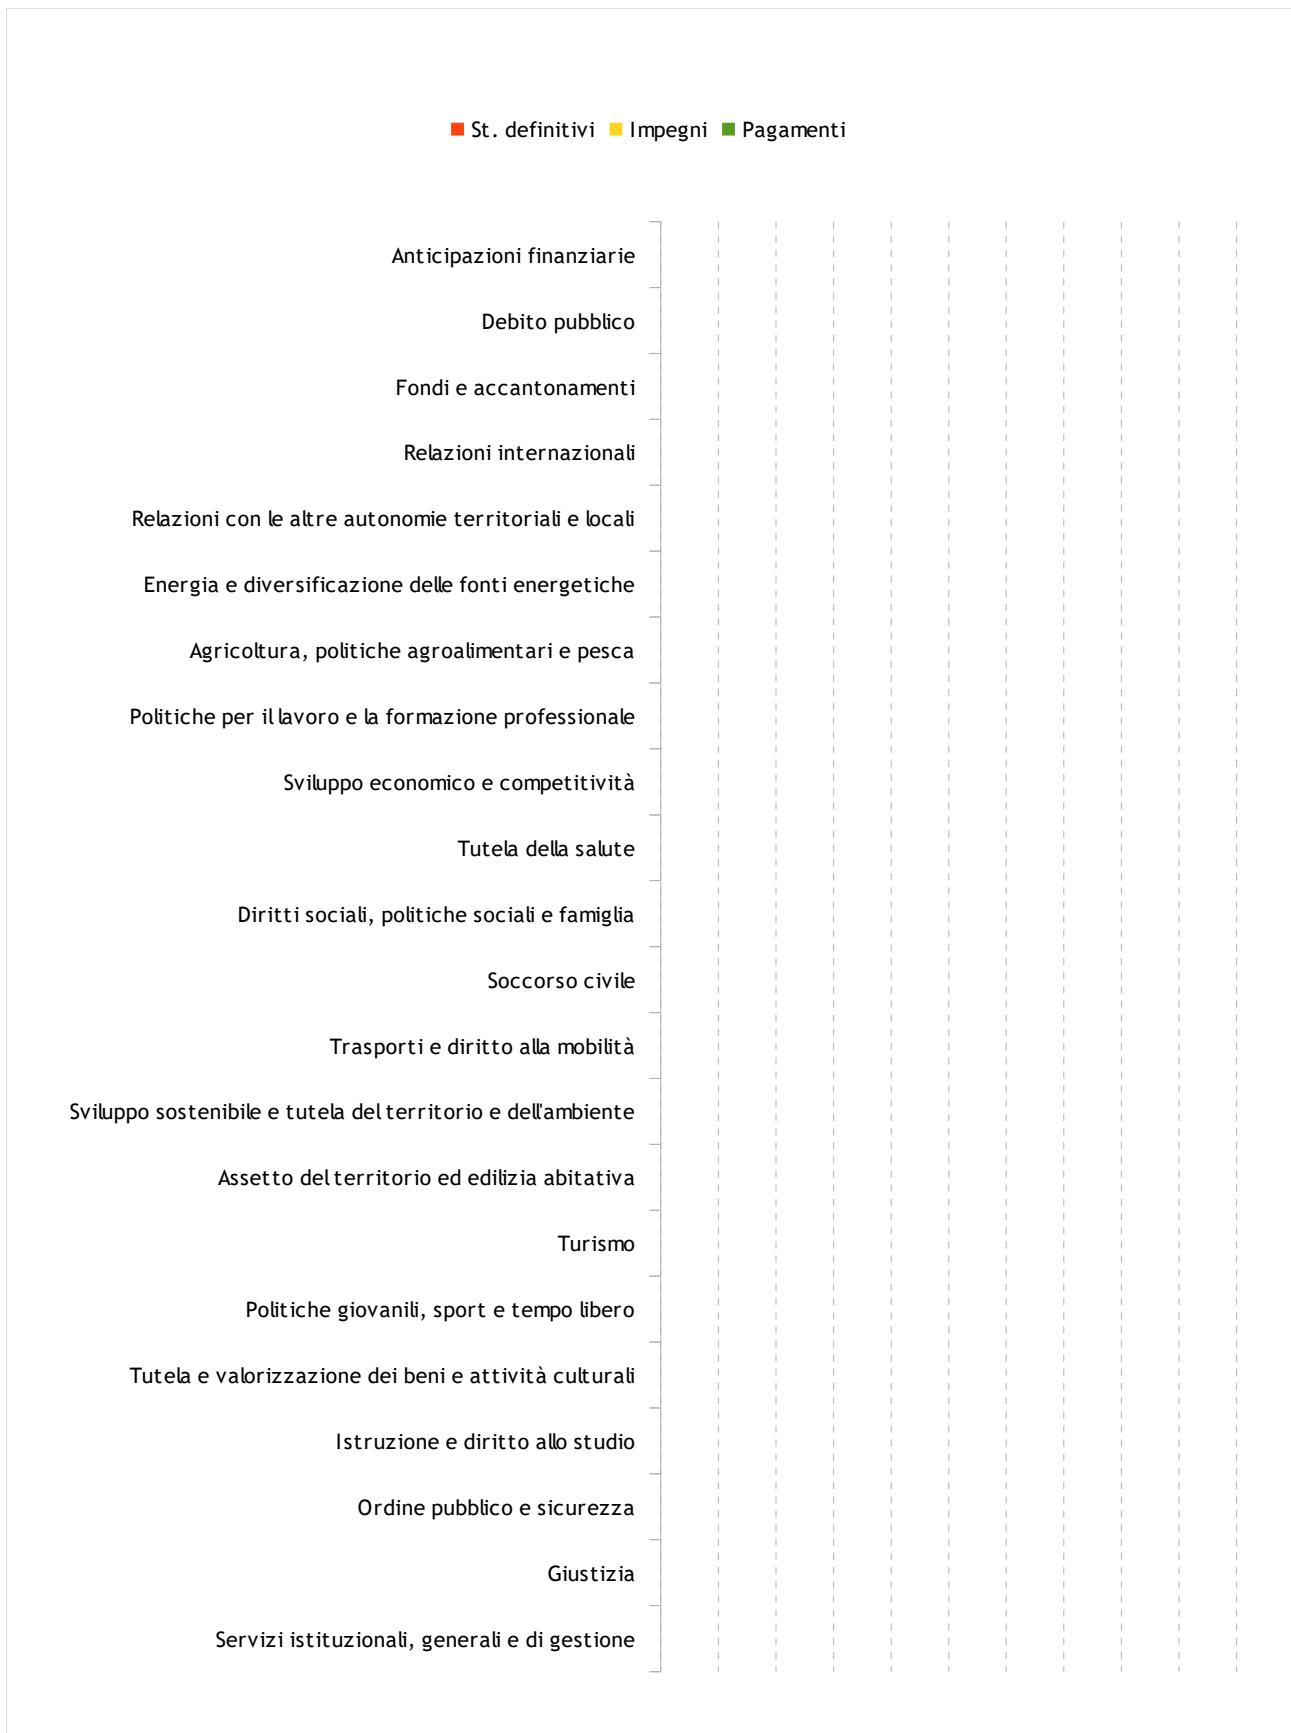 St. definitivi Impegni Pagamenti
Anticipazioni finanziarie
Debito pubblico
Fondi e accantonamenti
Relazioni internazionali
Relazioni con le altre autonomie territoriali e locali
Energia e diversificazione delle fonti energetiche
Agricoltura, politiche agroalimentari e pesca
Politiche per il lavoro e la formazione professionale
Sviluppo economico e competitività
Tutela della salute
Diritti sociali, politiche sociali e famiglia
Soccorso civile
Trasporti e diritto alla mobilità
Sviluppo sostenibile e tutela del territorio e dell'ambiente
Assetto del territorio ed edilizia abitativa
Turismo
Politiche giovanili, sport e tempo libero
Tutela e valorizzazione dei beni e attività culturali
Istruzione e diritto allo studio
Ordine pubblico e sicurezza
Giustizia
Servizi istituzionali, generali e di gestione